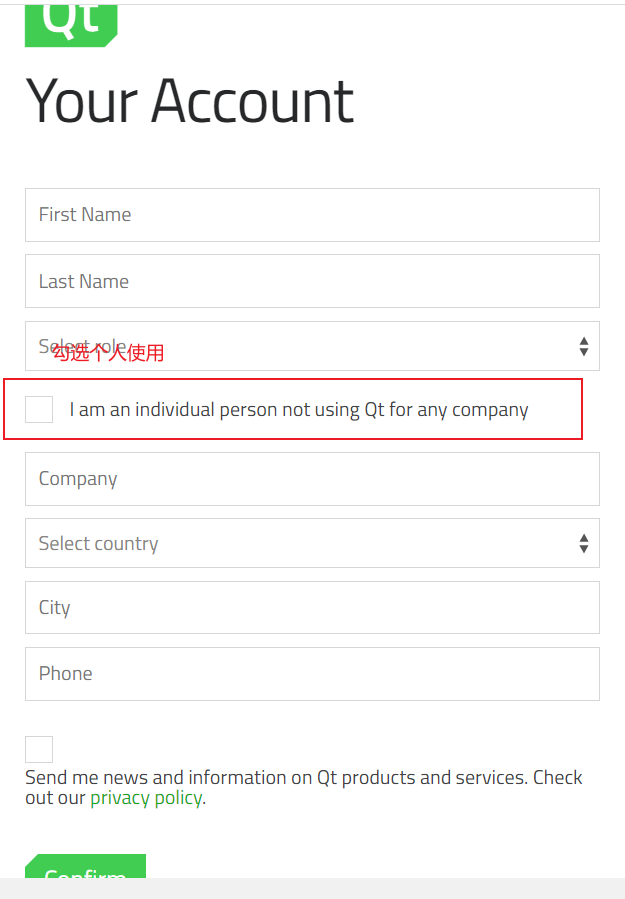 Qt
Your Account
First Name
Last Name
Select role
勾选个人使用
I am an individual person not using Qt for any company
Company
Select country
City
Phone
Send me news and information on Qt products and services. Check
out our privacy policy.
Confirm